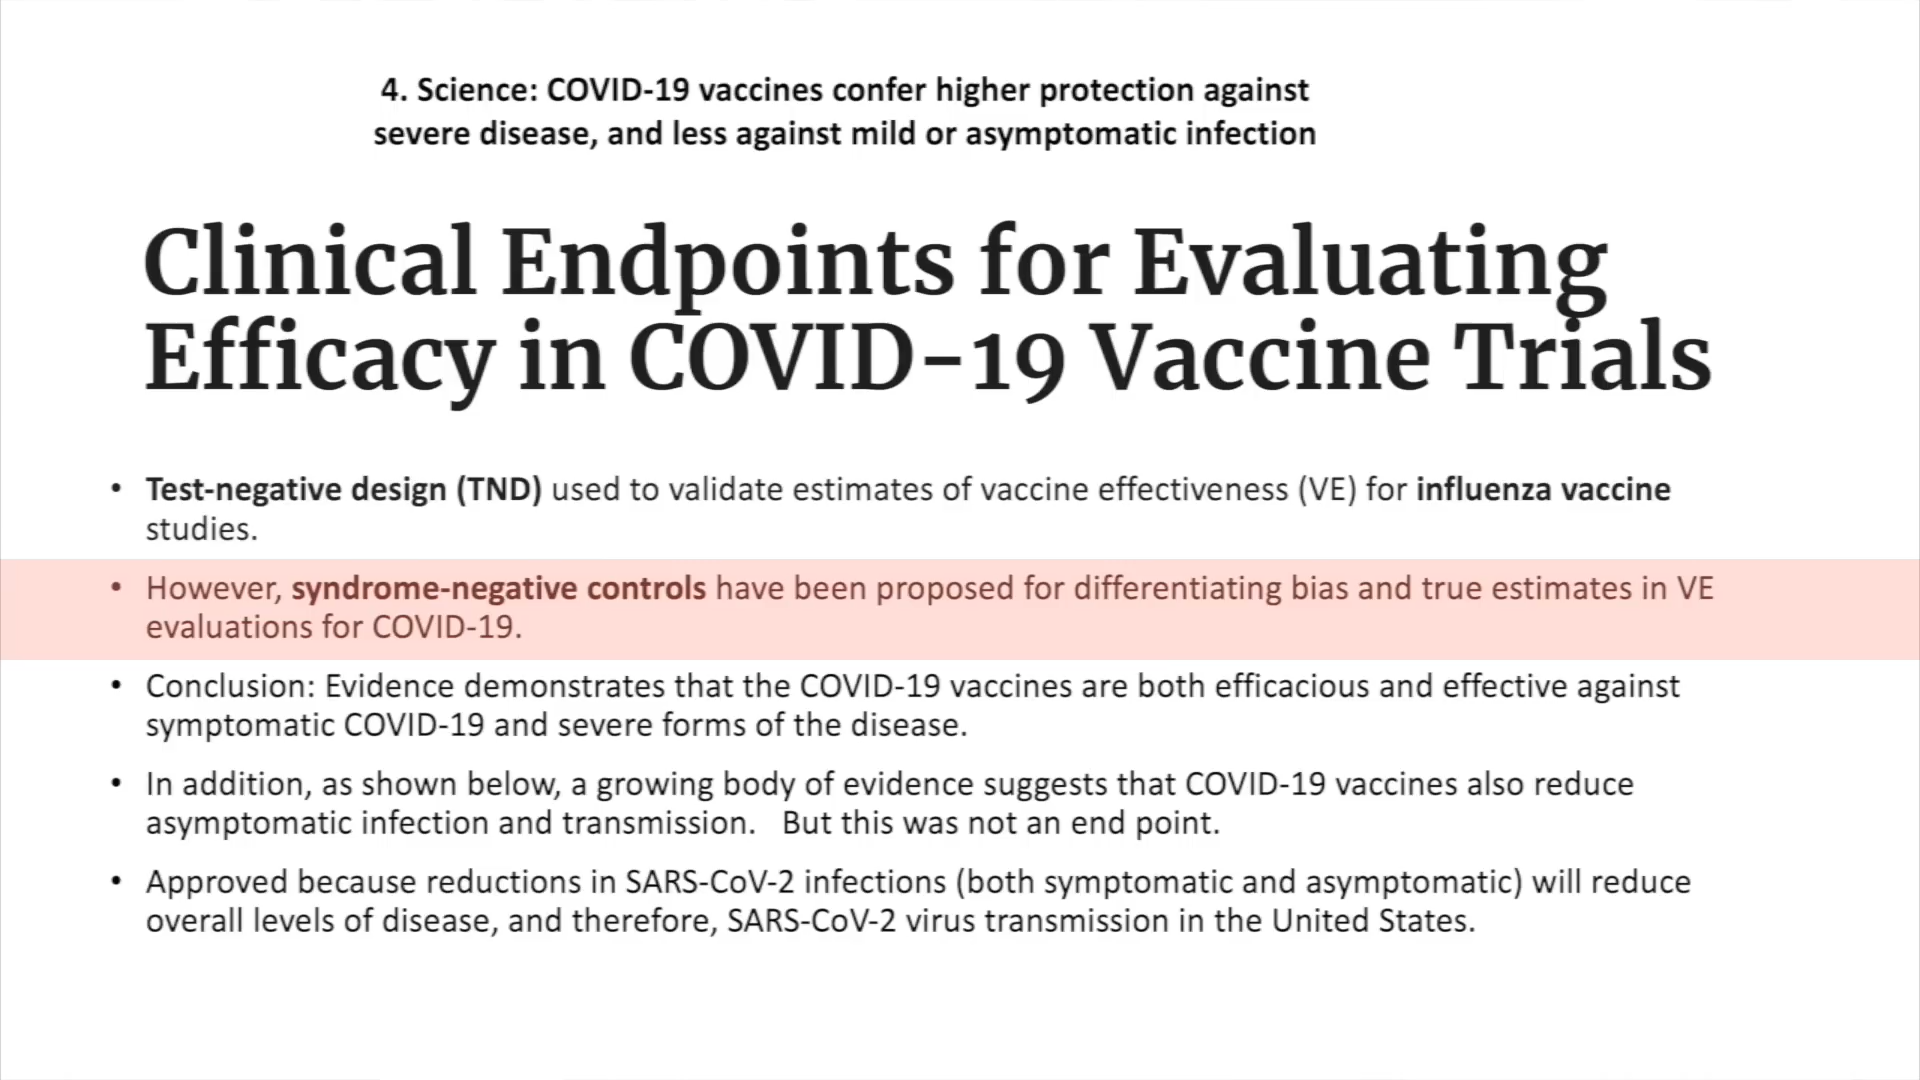 4. Science: COVID-19 vaccines confer higher protection against
severe disease, and less against mild or asymptomatic infection
Clinical Endpoints for Evaluating
Efficacy in COVID-19 Vaccine Trials
• Test-negative design (TND) used to validate estimates of vaccine effectiveness (VE) for influenza vaccine
studies.
• However, syndrome-negative controls have been proposed for differentiating bias and true estimates in VE
evaluations for COVID-19.
• Conclusion: Evidence demonstrates that the COVID-19 vaccines are both efficacious and effective against
symptomatic COVID-19 and severe forms of the disease.
• In addition, as shown below, a growing body of evidence suggests that COVID-19 vaccines also reduce
asymptomatic infection and transmission. But this was not an end point.
• Approved because reductions in SARS-CoV-2 infections (both symptomatic and asymptomatic) will reduce
overall levels of disease, and therefore, SARS-CoV-2 virus transmission in the United States.